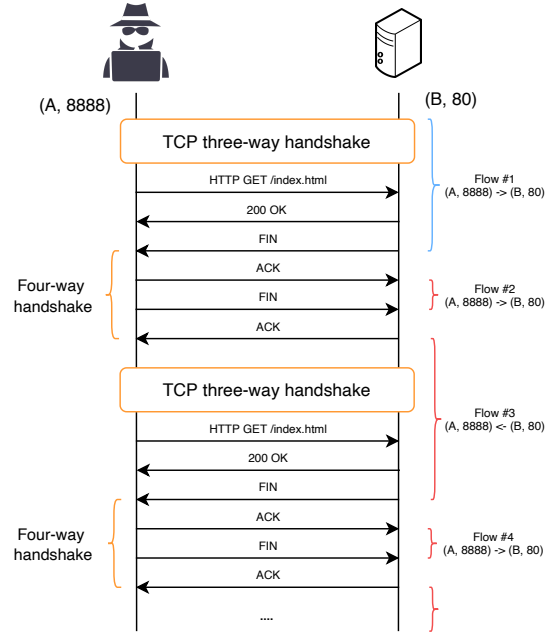 (A, 8888)
(B, 80)
TCP three-way handshake
Flow #1
(A, 8888) -> (B, 80)
HTTP GET /index.html
200 OK
FIN
ACK
Four-way
handshake
Flow #2
(A, 8888) -> (B, 80)
FIN
ACK
TCP three-way handshake
Flow #3
(A, 8888) <- (B, 80)
HTTP GET /index.html
200 OK
FIN
ACK
Four-way
handshake
Flow #4
(A, 8888) -> (B, 80)
FIN
ACK
....